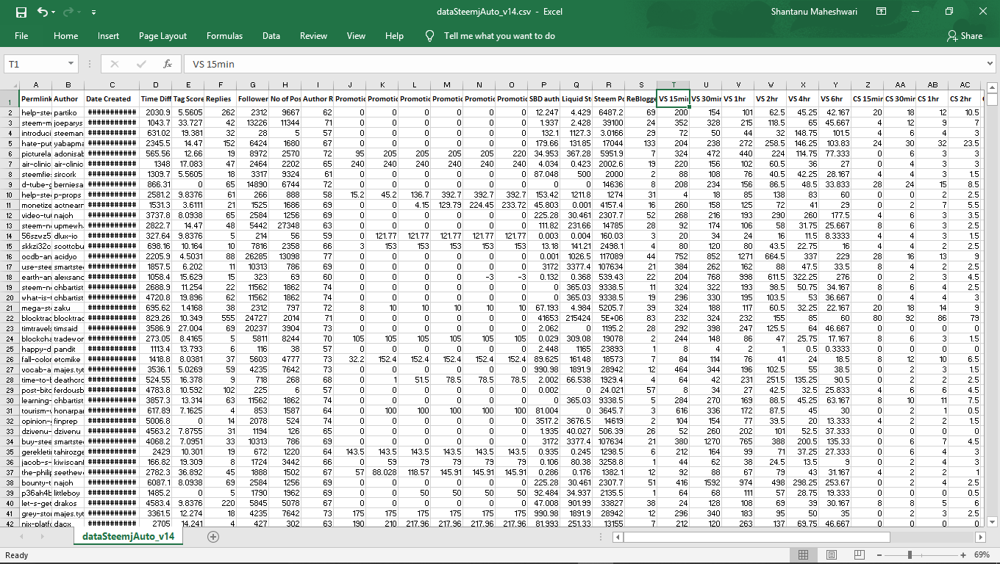 dataSteemjAuto_v14.csv - Excel
Shantanu Maheshwari
File Home Insert Page Layout Formulas Data Review View Help Tell me what you want to do Share
T1 fx VS 15min
A B C D E F G H I J K L M N O P Q R S T U V W X Y Z AA AB AC
1 Permlink Author Date Created Time Diff Tag Score Replies Follower No of Pos Author R Promotic Promotic Promotic Promotic Promotic Promotic SBD auth Liquid St Steem Po ReBlogge VS 15min VS 30min VS 1hr VS 2hr VS 4hr VS 6hr CS 15min CS 30min CS 1hr CS 2hr
2 help-stee partiko ########### 2030.9 5.5605 262 2312 9667 62 0 0 0 0 0 0 12.247 4.429 6487.2 69 200 154 101 62.5 45.25 42.167 20 18 12 10.5
3 steem-m joeparys ########### 1043.7 33.727 42 13226 11344 71 0 0 0 0 0 0 1.937 2.428 39100 24 352 328 215 118.5 65 45.667 4 12 9 7
4 introduci steeman ########### 631.02 19.381 32 28 5 57 0 0 0 0 0 0 132.1 1127.3 3.0166 29 72 50 44 32 148.75 101.5 4 6 4 3
5 hate-put yabapma ########### 2345.5 14.47 152 6424 1680 67 0 0 0 0 0 0 179.66 131.85 17044 133 204 238 272 258.5 146.25 103.83 24 30 32 23.5
6 picturela adonisab ########### 565.56 12.66 19 8972 2570 72 95 205 205 205 205 220 34.953 367.28 5951.9 7 324 472 440 224 114.75 77.333 0 6 3 3
7 air-clinic air-clinic ########### 1348 17.083 47 2464 2202 65 240 240 240 240 240 240 4.034 0.423 2002.6 19 220 156 102 60.5 36 27 0 4 3 3
8 steemfies sircork ########### 1309.7 5.5605 18 3317 9324 61 0 0 0 0 0 0 87.048 500 2000 2 88 108 76 40.5 42.25 28.167 4 4 3 1.5
9 d-tube-g berniesa ########### 866.31 0 65 14890 6744 72 0 0 0 0 0 0 0 0 14636 8 208 234 156 86.5 48.5 33.833 28 24 15 8.5
10 help-stee p-props ########### 2581.2 9.8376 61 266 888 58 15.2 45.2 136.7 392.7 392.7 392.7 153.42 1211.8 1274 31 4 18 85 138 83 60 0 0 2 2.5
11 monetize actnearn ########### 1531.3 3.6111 21 1525 1686 69 0 0 4.15 129.79 224.45 233.72 45.803 0.001 4157.4 16 260 158 125 72 41 29 0 2 7 5.5
12 video-tut najoh ########### 3737.8 8.0938 65 2584 1256 69 0 0 0 0 0 0 225.28 30.461 2307.7 52 268 216 193 290 260 177.5 4 6 3 3.5
13 steem-ne upmewh ########### 2822.7 14.47 48 5442 27348 63 0 0 0 0 0 0 111.82 231.66 14785 28 92 174 106 58 31.75 25.667 8 6 3 2.5
14 56szwz5 dlux-io ########### 327.64 9.8376 5 214 56 59 0 121.77 121.77 121.77 121.77 121.77 0.003 0.004 160.03 3 20 34 24 16 11.5 8.3333 4 4 3 1.5
15 skkzi32c scottcbu ########### 698.16 10.164 10 7816 2358 66 3 153 153 153 153 153 13.18 141.21 2498.1 4 80 120 80 43.5 22.75 16 4 4 2 2.5
16 ocdb-an acidyo ########### 2205.9 4.5031 88 26285 13098 77 0 0 0 0 0 0 0.001 1026.5 117089 44 752 852 1271 664.5 337 229 28 16 13 9
17 use-stee smartste ########### 1857.5 6.202 11 10313 786 69 0 0 0 0 0 0 3172 3377.4 107634 21 384 262 162 88 47.5 33.5 8 4 2 2
18 earth-an alexsand ########### 1058.4 15.629 15 323 69 60 0 0 0 0 -3 -3 0.132 0.368 539.43 22 204 768 998 611.5 322.25 276 0 2 3 4.5
19 steem-ne ohbartist ########### 2688.9 11.254 22 11562 1862 74 0 0 0 0 0 0 0 365.03 9338.5 11 324 322 193 98.5 50.75 34.167 8 6 4 2.5
20 what-is-t ohbartist ########### 4720.8 19.896 62 11562 1862 74 0 0 0 0 0 0 0 365.03 9338.5 19 296 330 195 103.5 53 36.667 0 4 4 3
21 mega-ste zaku ########### 695.62 1.4168 38 2312 797 72 8 10 10 10 10 10 67.193 4.984 5205.7 39 324 188 117 60.5 32.25 22.167 20 18 14 9
22 blocktrac blocktrac ########### 829.26 10.349 555 24727 2014 71 0 0 0 0 0 0 41653 215424 5E+06 83 232 324 232 155 85 60 80 92 86 79
23 timtravels timsaid ########### 3586.9 27.004 69 20237 3904 73 0 0 0 0 0 0 2.062 0 1195.2 28 292 398 247 125.5 64 46.667 0 0 0 0
24 blockcha tradewor ########### 273.05 8.4165 5 5811 8244 70 105 105 105 105 105 105 0.029 309.08 19078 2 244 148 86 47 25.75 17.167 8 6 3 1.5
25 happy-d pandit ########### 1113.4 13.793 6 116 38 57 0 0 0 0 0 0 2.448 1165 23893 1 8 4 2 1 0.5 0.3333 0 0 0 0
26 fall-color etcmike ########### 1418.8 8.0381 37 5603 4777 73 32.2 152.4 152.4 152.4 152.4 152.4 89.625 161.48 18573 7 84 114 76 41 24 18.5 8 12 10 6.5
27 vocab-a majes.tyt ########### 3536.1 5.0269 59 4235 7642 73 0 0 0 0 0 0 990.98 1891.9 28942 12 464 344 196 102.5 55 38.5 0 2 3 1.5
28 time-to-b deathcro ########### 524.55 16.378 9 718 268 68 0 1 51.5 78.5 78.5 78.5 2.002 66.538 1929.4 4 64 42 231 251.5 135.25 90.5 0 2 2 2.5
29 post-bitc ferdousb ########### 4783.8 10.592 102 225 6 57 0 0 0 0 0 0 0.002 0 24.021 57 8 34 27 42.5 32.5 25.833 4 6 6 4.5
30 learning- ohbartist ########### 3857.3 13.314 63 11562 1862 74 0 0 0 0 0 0 0 365.03 9338.5 5 284 270 169 88.5 45.25 63.167 8 10 11 7.5
31 tourism- honarpar ########### 617.89 7.1625 4 853 1587 64 0 100 100 100 100 100 81.004 0 3645.7 3 616 336 172 87.5 45 30 0 2 1 0.5
32 opinion- finprep ########### 5006.8 0 14 2078 524 74 0 0 0 0 0 0 3517.2 3676.5 14619 2 104 154 77 39.5 20 13.333 4 2 2 1.5
33 dzivenu- dzivenu ########### 4563.2 7.8755 31 1194 126 65 0 0 0 0 0 0 1.935 40.027 506.39 26 52 260 202 101 52.5 37.333 0 0 0 0
34 buy-stee smartste ########### 4068.2 7.0951 33 10313 786 69 0 0 0 0 0 0 3172 3377.4 107634 21 380 1270 765 388 200.5 135.33 0 6 7 4.5
35 gerekletii tahirozge ########### 2429 10.301 19 672 1220 64 143.5 143.5 143.5 143.5 143.5 143.5 0.935 0.245 1298.5 6 212 164 99 71 37.25 27.333 0 6 4 3
36 jacob-s- kiwiscanl ########### 166.82 19.309 8 1724 3442 66 0 59 79 79 79 79 0.106 80.38 3258.8 1 44 62 38 24.5 13.5 9 0 2 4 3
37 the-philip seethew ########### 2782.3 36.892 45 1888 1502 67 57 88.028 118.57 145.91 145.91 145.91 0.286 0.176 1382.1 12 92 88 67 79 43 31.167 4 2 2 1
38 bounty-t najoh ########### 6087.1 8.0938 69 2584 1256 69 0 0 0 0 0 0 225.28 30.461 2307.7 51 416 1592 974 498 298.25 253.67 0 2 4 2.5
39 p36ah4t littleboy ########### 1485.2 0 5 1790 1962 69 0 0 50 50 50 50 92.484 34.937 2135.5 1 64 68 111 57 28.75 19.333 0 0 0 0.5
40 let-s-get drakos ########### 4583.4 9.8376 220 5845 5078 67 0 0 0 0 0 0 47.008 901.99 33827 38 24 128 108 69 39 30.167 8 8 5 6
41 grey-stor majes.tyt ########### 3361.5 12.274 18 4235 7642 73 175 175 175 175 175 175 990.98 1891.9 28942 12 296 340 183 95 50 35 0 0 0 2.5
42 nix-platfo dacx ########### 2705 14.241 4 427 302 63 190 210 217.96 217.96 217.96 217.96 81.993 251.33 13155 7 212 120 263 137 69.75 46.667 0 0 0 0
dataSteemjAuto_v14
Ready 69%